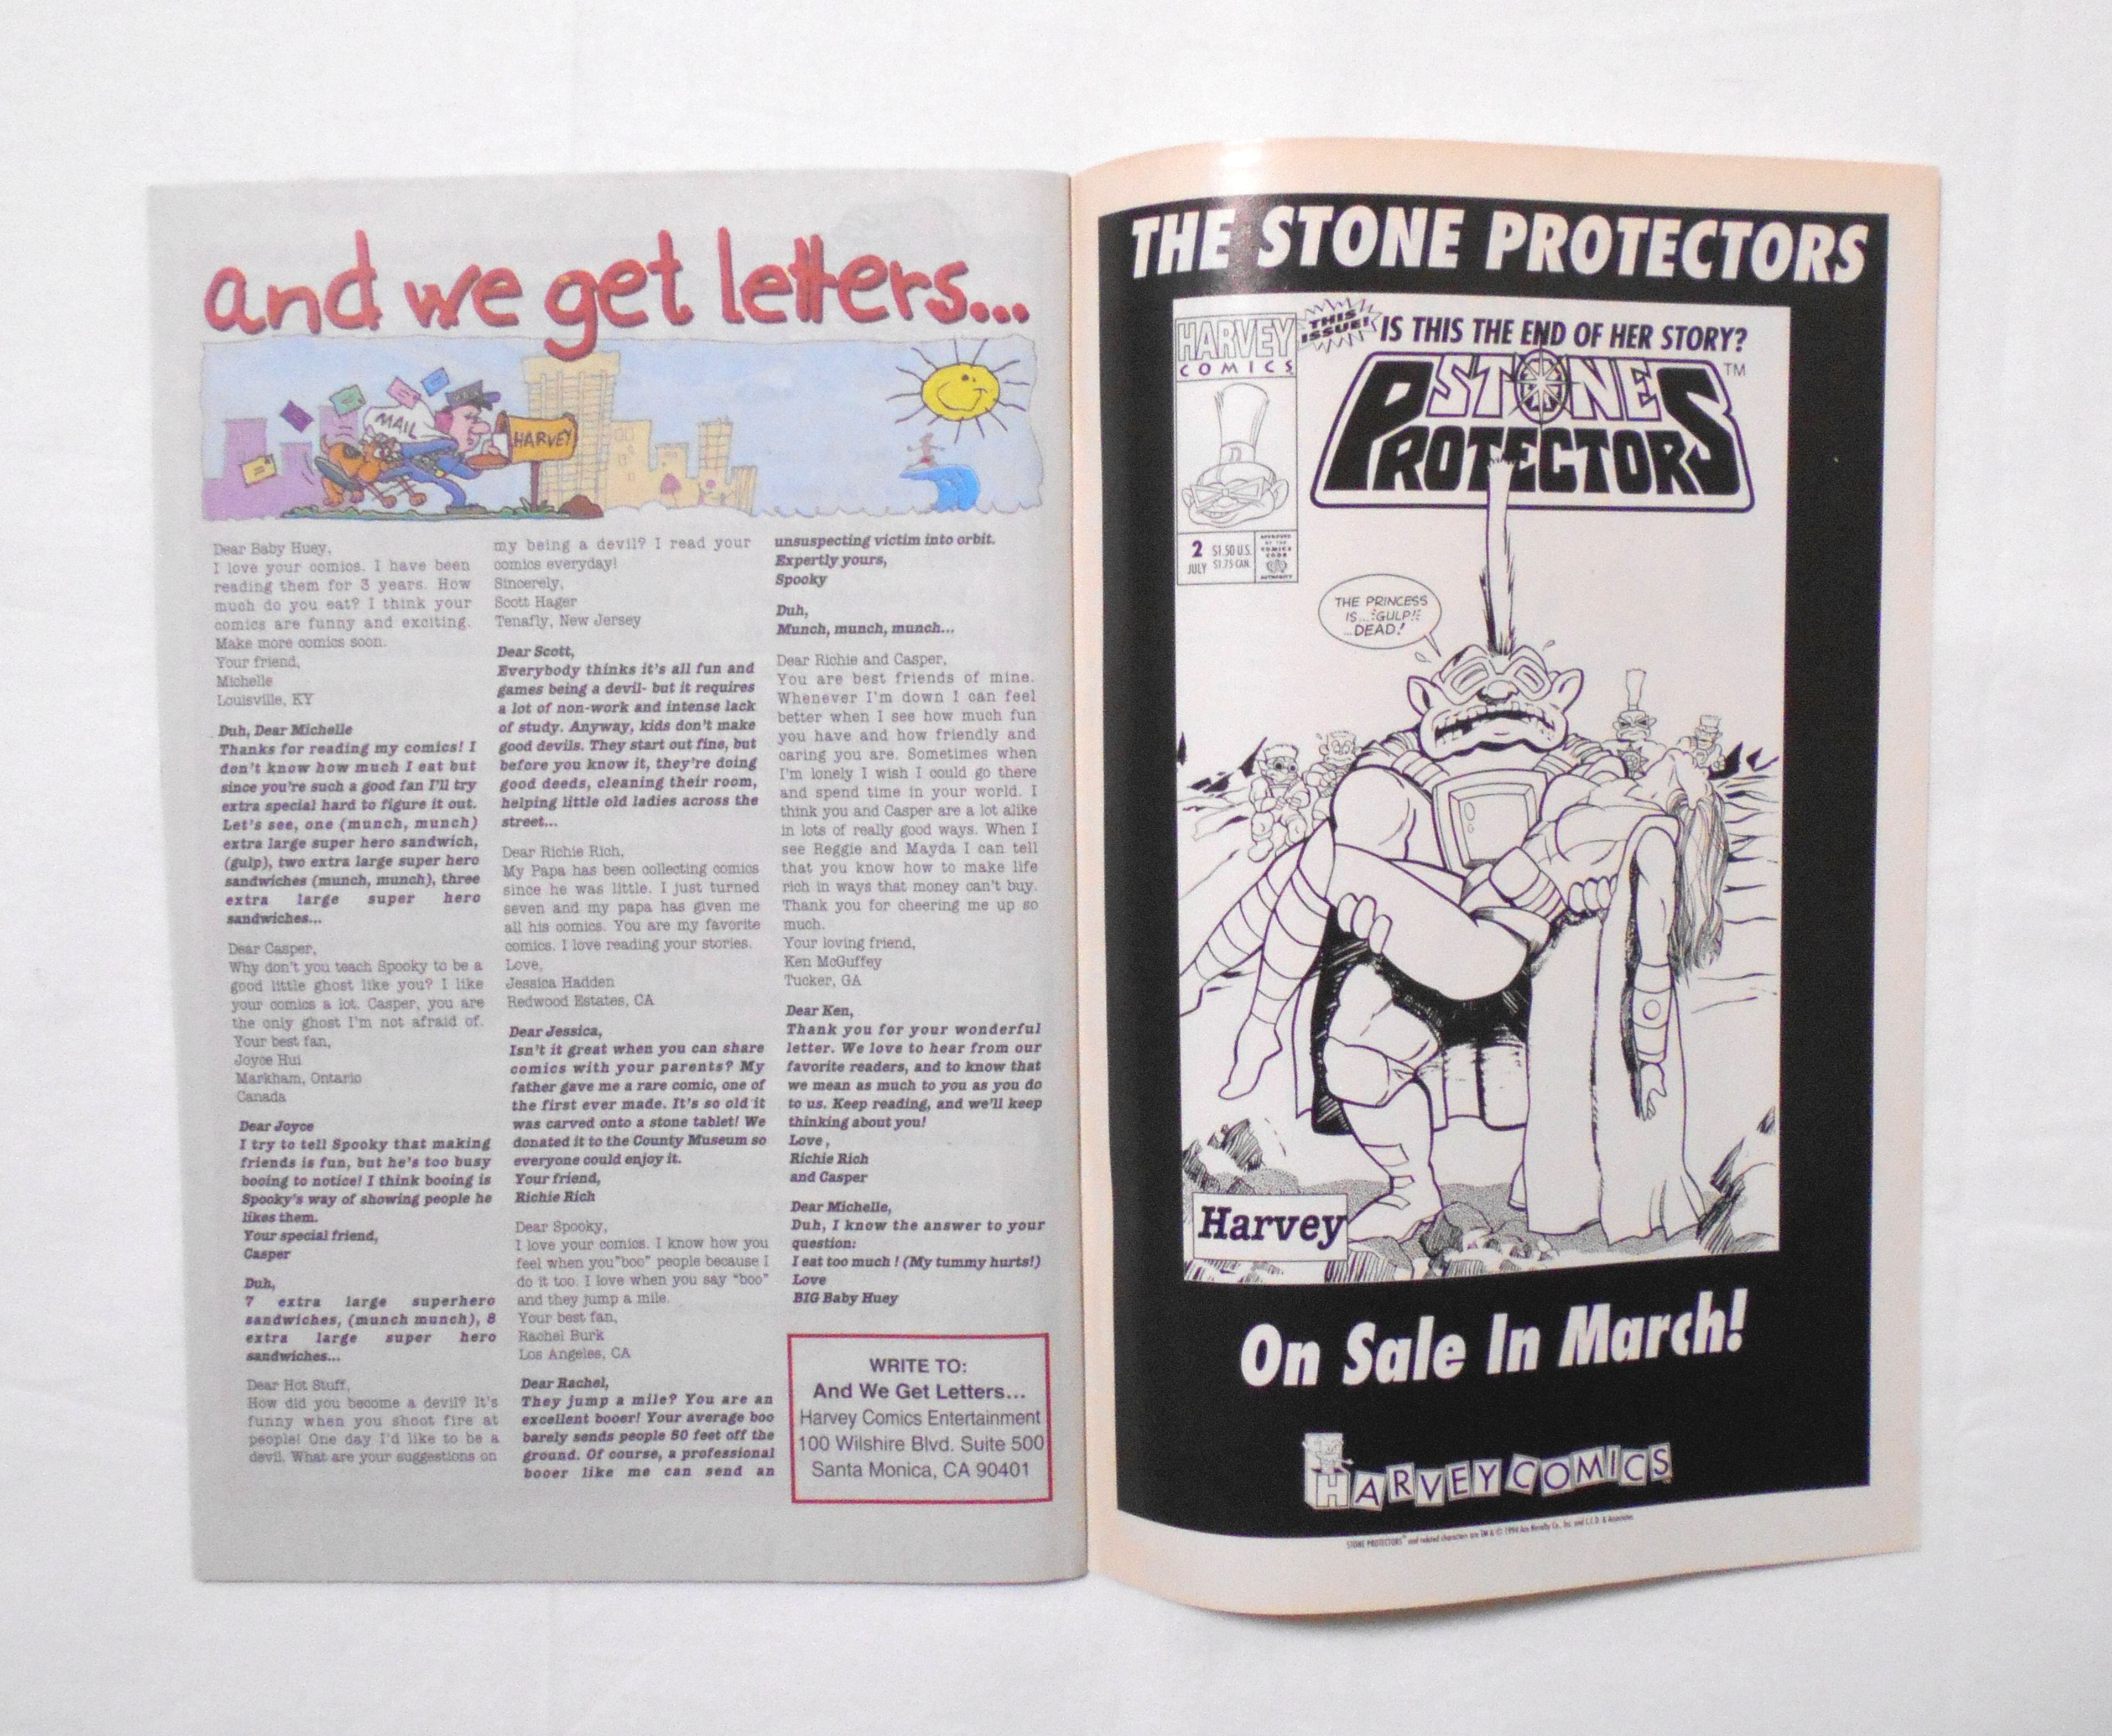 and we get letters...
MAIL
HARVEY
Dear Baby Huey,
I love your comics. I have been
reading them for 3 years. How
much do you eat? I think your
comics are funny and exciting.
Make more comics soon.
Your friend,
Michelle
Louisville, KY
Duh, Dear Michelle
Thanks for reading my comics! I
don't know how much I eat but
since you're such a good fan I'll try
extra special hard to figure it out.
Let's see, one (munch, munch)
extra large super hero sandwich,
(gulp), two extra large super hero
sandwiches (munch, munch), three
extra large super hero
sandwiches...
Dear Casper,
Why don't you teach Spooky to be a
good little ghost like you? I like
your comics a lot. Casper, you are
the only ghost I'm not afraid of.
Your best fan,
Joyce Hui
Markham, Ontario
Canada
Dear Joyce
I try to tell Spooky that making
friends is fun, but he's too busy
booing to notice! I think booing is
Spooky's way of showing people he
likes them.
Your special friend,
Casper
Duh,
7 extra large superhero
sandwiches, (munch munch), 8
extra large super hero
sandwiches...
Dear Hot Stuff,
How did you become a devil? It's
funny when you shoot fire at
people! One day I'd like to be a
devil. What are your suggestions on
my being a devil? I read your
comics everyday!
Sincerely,
Scott Hager
Tenafly, New Jersey
Dear Scott,
Everybody thinks it's all fun and
games being a devil- but it requires
a lot of non-work and intense lack
of study. Anyway, kids don't make
good devils. They start out fine, but
before you know it, they're doing
good deeds, cleaning their room,
helping little old ladies across the
street...
Dear Richie Rich,
My Papa has been collecting comics
since he was little. I just turned
seven and my papa has given me
all his comics. You are my favorite
comics. I love reading your stories.
Love,
Jessica Hadden
Redwood Estates, CA
Dear Jessica,
Isn't it great when you can share
comics with your parents? My
father gave me a rare comic, one of
the first ever made. It's so old it
was carved onto a stone tablet! We
donated it to the County Museum so
everyone could enjoy it.
Your friend,
Richie Rich
Dear Spooky,
I love your comics. I know how you
feel when you"boo" people because I
do it too. I love when you say "boo"
and they jump a mile.
Your best fan,
Rachel Burk
Los Angeles, CA
Dear Rachel,
They jump a mile? You are an
excellent booer! Your average boo
barely sends people 50 feet off the
ground. Of course, a professional
booer like me can send an
unsuspecting victim into orbit.
Expertly yours,
Spooky
Duh,
Munch, munch, munch...
Dear Richie and Casper,
You are best friends of mine.
Whenever I'm down I can feel
better when I see how much fun
you have and how friendly and
caring you are. Sometimes when
I'm lonely I wish I could go there
and spend time in your world. I
think you and Casper are a lot alike
in lots of really good ways. When I
see Reggie and Mayda I can tell
that you know how to make life
rich in ways that money can't buy.
Thank you for cheering me up so
much.
Your loving friend,
Ken McGuffey
Tucker, GA
Dear Ken,
Thank you for your wonderful
letter. We love to hear from our
favorite readers, and to know that
we mean as much to you as you do
to us. Keep reading, and we'll keep
thinking about you!
Love,
Richie Rich
and Casper
Dear Michelle,
Duh, I know the answer to your
question:
I eat too much ! (My tummy hurts!)
Love
BIG Baby Huey
WRITE TO:
And We Get Letters...
Harvey Comics Entertainment
100 Wilshire Blvd. Suite 500
Santa Monica, CA 90401
THE STONE PROTECTORS
HARVEY
COMICS
THIS
ISSUE!
IS THIS THE END OF HER STORY?
STONE
PROTECTORS
TM
2
JULY
$1.50 U.S.
$1.75 CAN.
APPROVED
BY THE
COMICS
CODE
AUTHORITY
THE PRINCESS
IS...GULP!!
...DEAD!
Harvey
On Sale In March!
HARVEY COMICS
STONE PROTECTORS™ and related characters are TM & © 1994 Ace Novelty Co., Inc. and L.L.D. & Associates